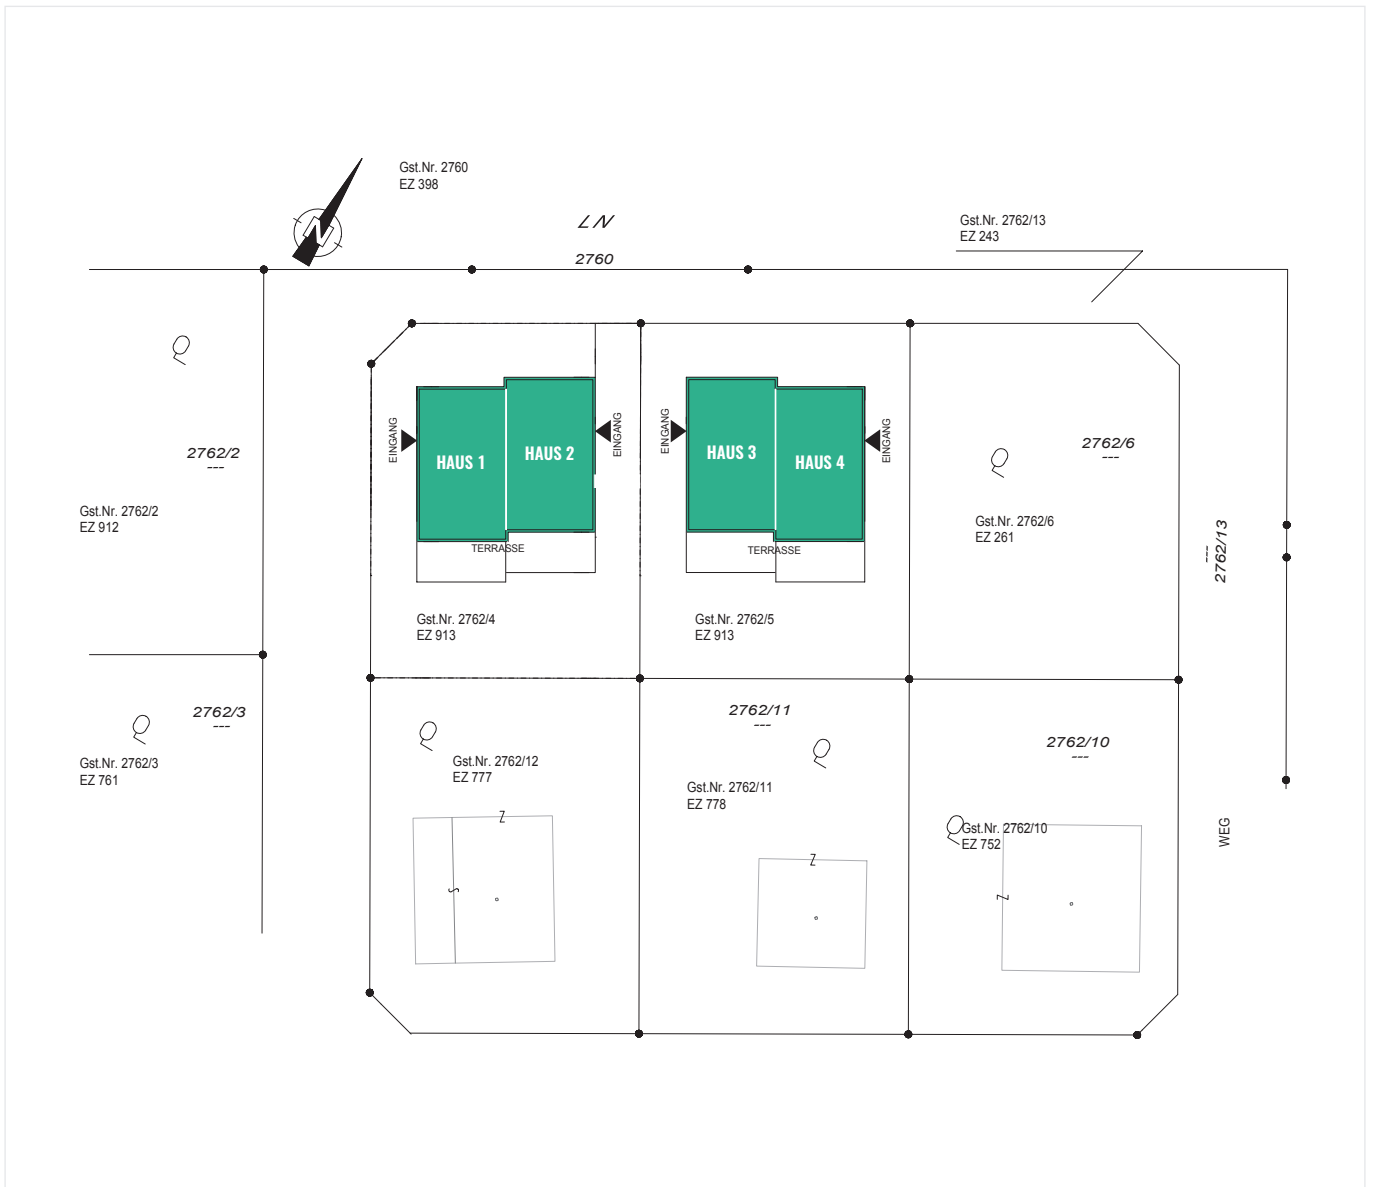 Gst.Nr. 2760
EZ 398
N
LN
2760
Gst.Nr. 2762/13
EZ 243
2762/2
---
Gst.Nr. 2762/2
EZ 912
EINGANG
HAUS 1
HAUS 2
EINGANG
TERRASSE
EINGANG
HAUS 3
HAUS 4
EINGANG
TERRASSE
2762/6
---
Gst.Nr. 2762/6
EZ 261
2762/13
---
Gst.Nr. 2762/4
EZ 913
Gst.Nr. 2762/5
EZ 913
2762/3
---
Gst.Nr. 2762/3
EZ 761
Gst.Nr. 2762/12
EZ 777
2762/11
---
Gst.Nr. 2762/11
EZ 778
2762/10
---
Gst.Nr. 2762/10
EZ 752
WEG
Z
S
Z
Z